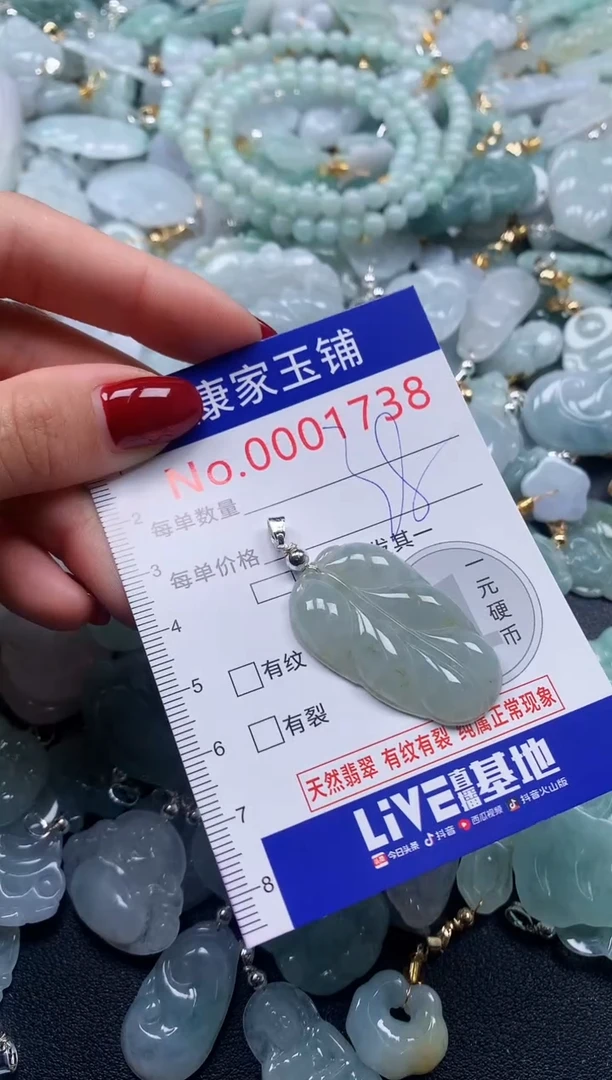 康家玉铺
No.0001738
每单数量
每单价格
发其一
一元硬币
有纹
有裂
天然翡翠 有纹有裂 纯属正常现象
LiVE直播基地
今日头条 抖音 西瓜视频 抖音火山版
2
3
4
5
6
7
8